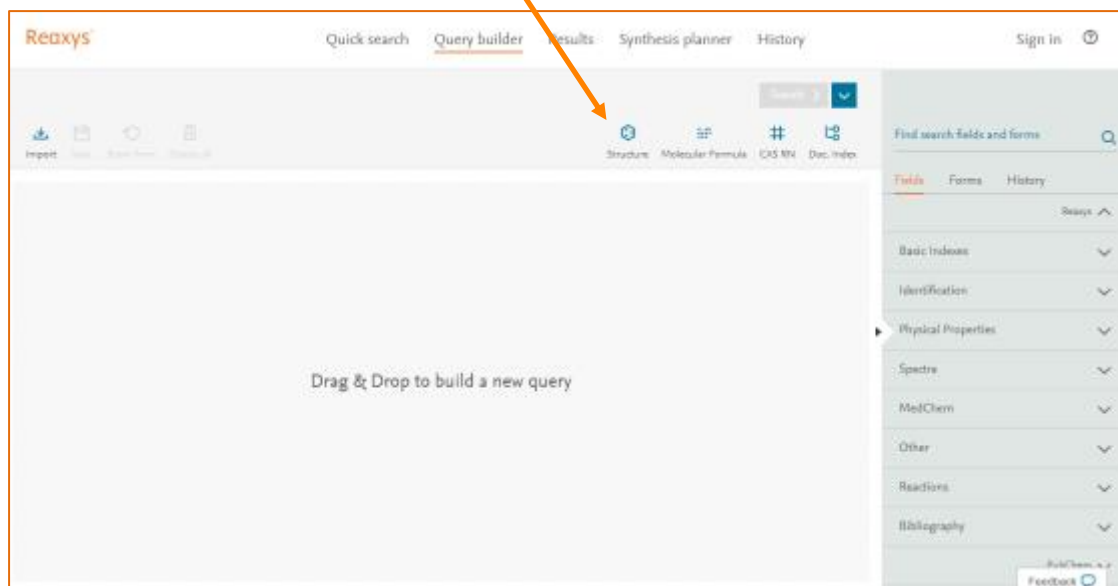 Reaxys
Quick search Query builder Results Synthesis planner History Sign in
Import
Structure Molecular Formula CAS RN Doc. Index
Find search fields and forms
Fields Forms History
Reaxys
Basic Indexes
Identification
Physical Properties
Spectra
MedChem
Other
Reactions
Bibliography
PubChem
Drag & Drop to build a new query
Feedback